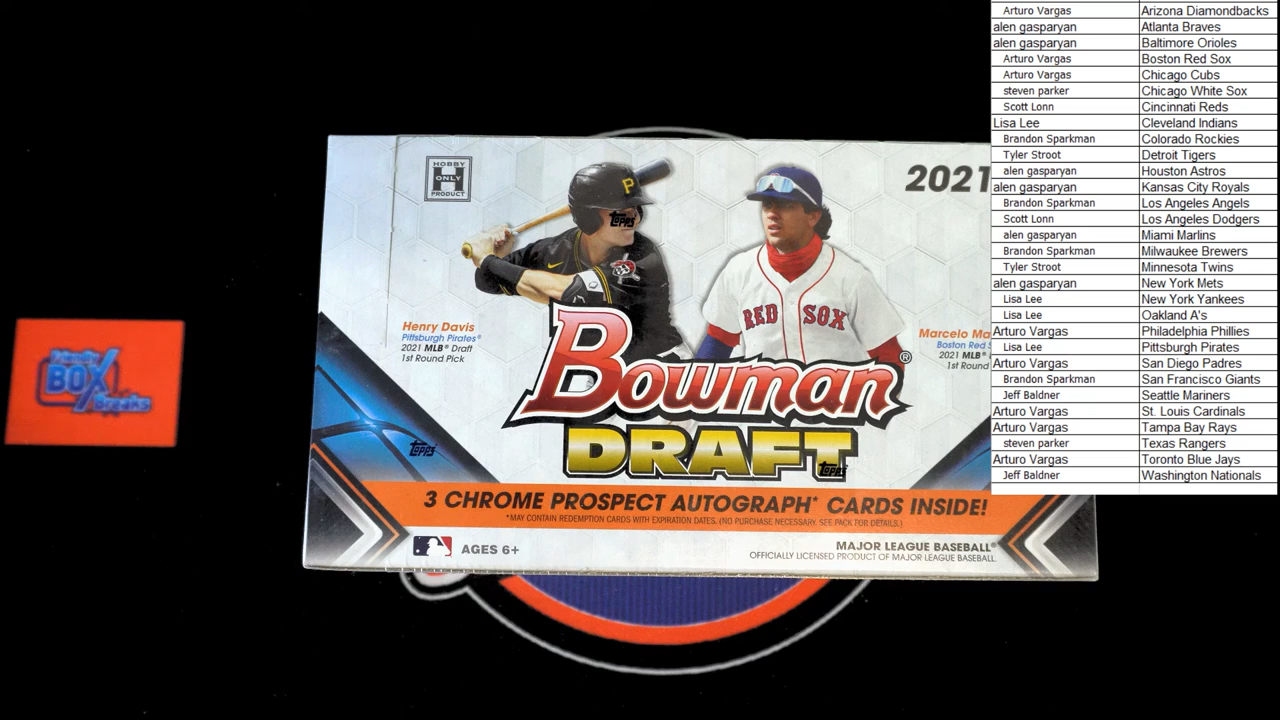 Arturo Vargas Arizona Diamondbacks
alen gasparyan Atlanta Braves
alen gasparyan Baltimore Orioles
Arturo Vargas Boston Red Sox
Arturo Vargas Chicago Cubs
steven parker Chicago White Sox
Scott Lonn Cincinnati Reds
Lisa Lee Cleveland Indians
Brandon Sparkman Colorado Rockies
Tyler Stroot Detroit Tigers
alen gasparyan Houston Astros
alen gasparyan Kansas City Royals
Brandon Sparkman Los Angeles Angels
Scott Lonn Los Angeles Dodgers
alen gasparyan Miami Marlins
Brandon Sparkman Milwaukee Brewers
Tyler Stroot Minnesota Twins
alen gasparyan New York Mets
Lisa Lee New York Yankees
Lisa Lee Oakland A's
Arturo Vargas Philadelphia Phillies
Lisa Lee Pittsburgh Pirates
Arturo Vargas San Diego Padres
Brandon Sparkman San Francisco Giants
Jeff Baldner Seattle Mariners
Arturo Vargas St. Louis Cardinals
Arturo Vargas Tampa Bay Rays
steven parker Texas Rangers
Arturo Vargas Toronto Blue Jays
Jeff Baldner Washington Nationals
HOBBY
H ONLY
PRODUCT
2021
P
topps
RED SOX
Henry Davis
Pittsburgh Pirates®
2021 MLB® Draft
1st Round Pick
Marcelo Ma
Boston Red S
2021 MLB®
1st Round
Bowman®
DRAFT
topps
topps
3 CHROME PROSPECT AUTOGRAPH* CARDS INSIDE!
*MAY CONTAIN REDEMPTION CARDS WITH EXPIRATION DATES. (NO PURCHASE NECESSARY. SEE PACK FOR DETAILS.)
AGES 6+
MAJOR LEAGUE BASEBALL®
OFFICIALLY LICENSED PRODUCT OF MAJOR LEAGUE BASEBALL.
Friendly
BOX
Breaks